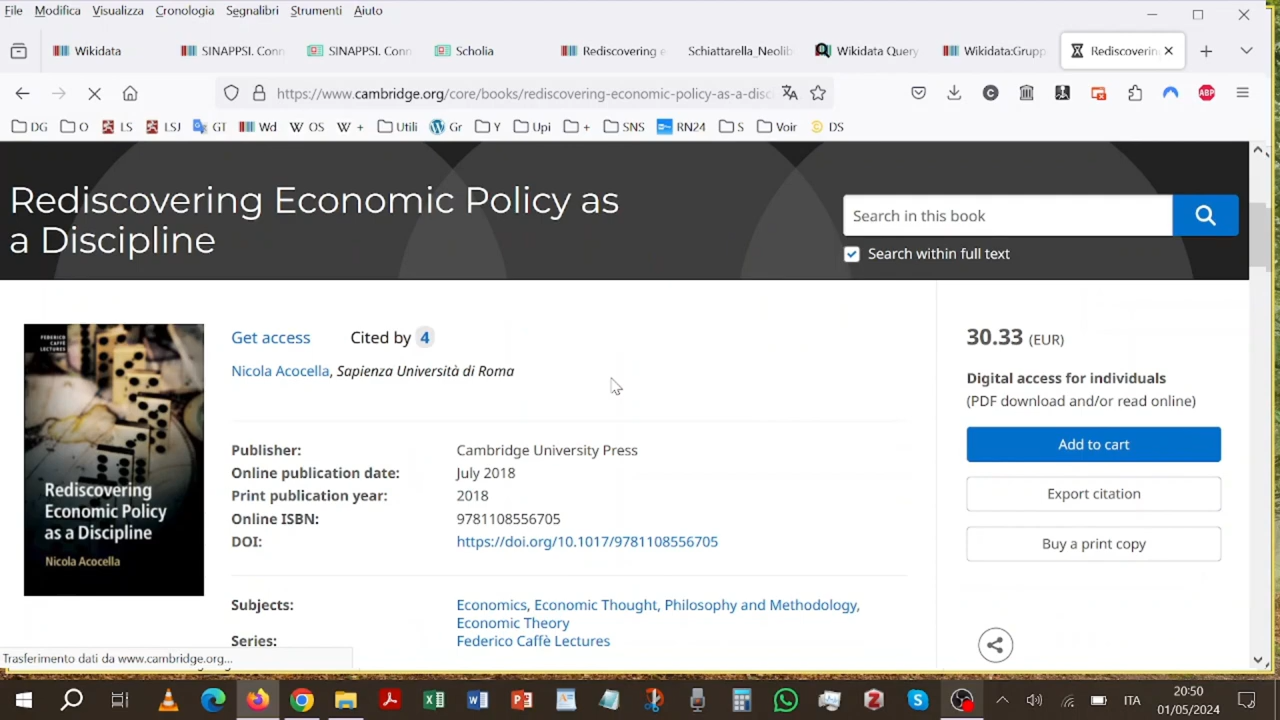 File Modifica Visualizza Cronologia Segnalibri Strumenti Aiuto
Wikidata SINAPPSI. Conn SINAPPSI. Conn Scholia Rediscovering e Schiattarella_Neolib Wikidata Query Wikidata:Grupp Rediscoverin
https://www.cambridge.org/core/books/rediscovering-economic-policy-as-a-disc
DG O LS LSJ GT Wd OS + Utili Gr Y Upi + SNS RN24 S Voir DS
Rediscovering Economic Policy as
a Discipline
Search in this book
Search within full text
FEDERICO
CAFFÈ
LECTURES
Rediscovering
Economic Policy
as a Discipline
Nicola Acocella
Get access Cited by 4
Nicola Acocella, Sapienza Università di Roma
Publisher: Cambridge University Press
Online publication date: July 2018
Print publication year: 2018
Online ISBN: 9781108556705
DOI: https://doi.org/10.1017/9781108556705
Subjects: Economics, Economic Thought, Philosophy and Methodology,
Economic Theory
Series: Federico Caffè Lectures
30.33 (EUR)
Digital access for individuals
(PDF download and/or read online)
Add to cart
Export citation
Buy a print copy
Trasferimento dati da www.cambridge.org...
ITA
20:50
01/05/2024